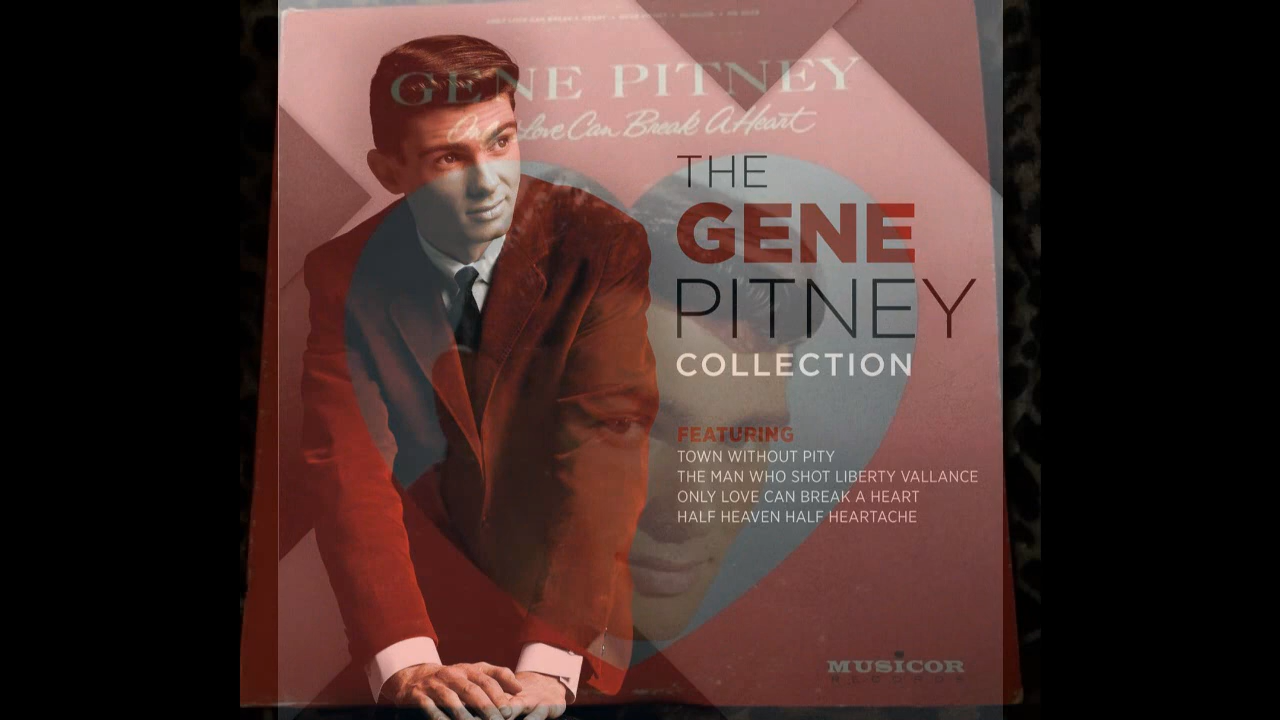 GENE PITNEY
Only Love Can Break A Heart
THE
GENE
PITNEY
COLLECTION
FEATURING
TOWN WITHOUT PITY
THE MAN WHO SHOT LIBERTY VALLANCE
ONLY LOVE CAN BREAK A HEART
HALF HEAVEN HALF HEARTACHE
MUSICOR
RECORDS